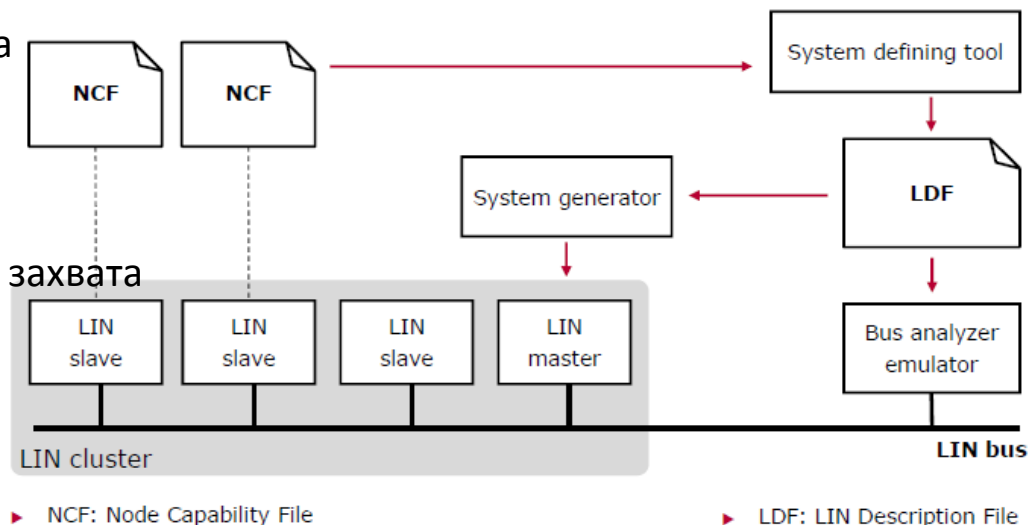 а
NCF
NCF
System defining tool
System generator
LDF
захвата
LIN
slave
LIN
slave
LIN
slave
LIN
master
Bus analyzer
emulator
LIN cluster
LIN bus
► NCF: Node Capability File
► LDF: LIN Description File